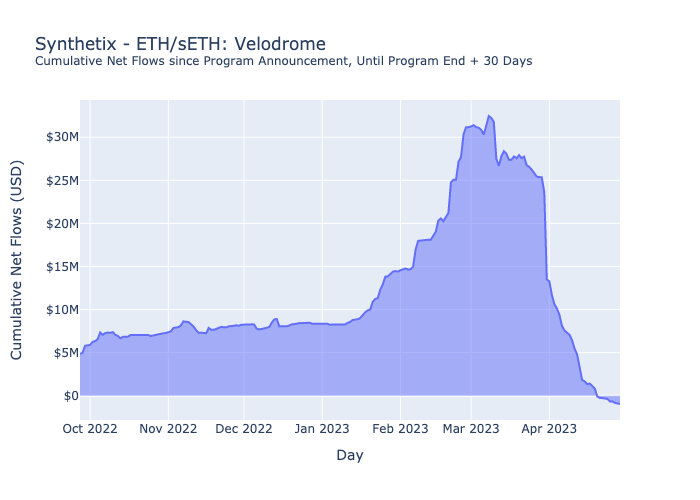 Synthetix - ETH/sETH: Velodrome
Cumulative Net Flows since Program Announcement, Until Program End + 30 Days
Cumulative Net Flows (USD)
$30M
$25M
$20M
$15M
$10M
$5M
$0
Oct 2022 Nov 2022 Dec 2022 Jan 2023 Feb 2023 Mar 2023 Apr 2023
Day